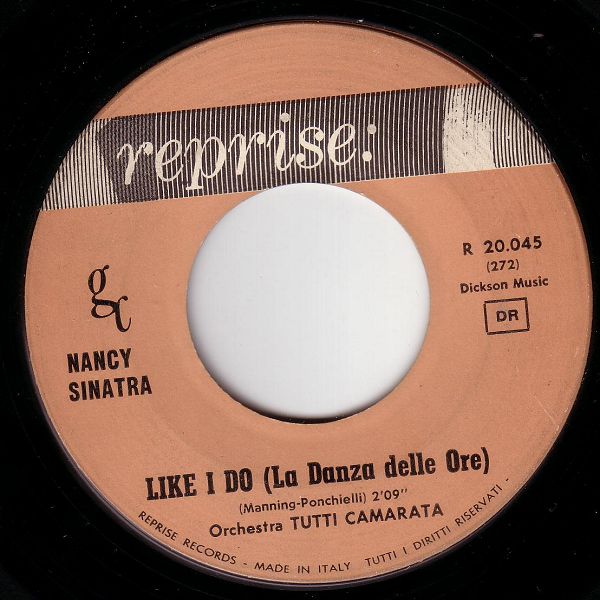 reprise:
R 20.045
(272)
Dickson Music
DR
gc
NANCY
SINATRA
LIKE I DO (La Danza delle Ore)
(Manning-Ponchielli) 2'09"
Orchestra TUTTI CAMARATA
REPRISE RECORDS - MADE IN ITALY TUTTI I DIRITTI RISERVATI -